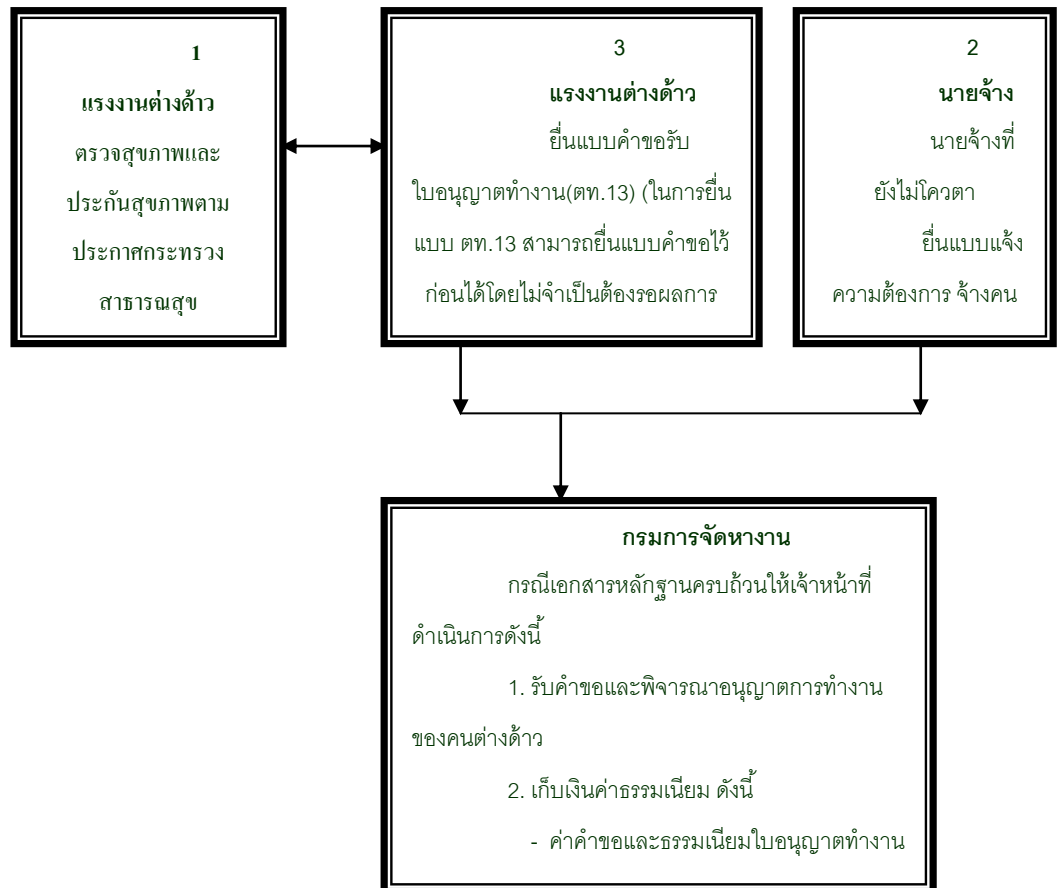 1
แรงงานต่างด้าว
ตรวจสุขภาพและ
ประกันสุขภาพตาม
ประกาศกระทรวง
สาธารณสุข
3
แรงงานต่างด้าว
ยื่นแบบคำขอรับ
ใบอนุญาตทำงาน(ตท.13) (ในการยื่น
แบบ ตท.13 สามารถยื่นแบบคำขอไว้
ก่อนได้โดยไม่จำเป็นต้องรอผลการ
2
นายจ้าง
นายจ้างที่
ยังไม่โควตา
ยื่นแบบแจ้ง
ความต้องการ จ้างคน
กรมการจัดหางาน
กรณีเอกสารหลักฐานครบถ้วนให้เจ้าหน้าที่
ดำเนินการดังนี้
1. รับคำขอและพิจารณาอนุญาตการทำงาน
ของคนต่างด้าว
2. เก็บเงินค่าธรรมเนียม ดังนี้
- ค่าคำขอและธรรมเนียมใบอนุญาตทำงาน